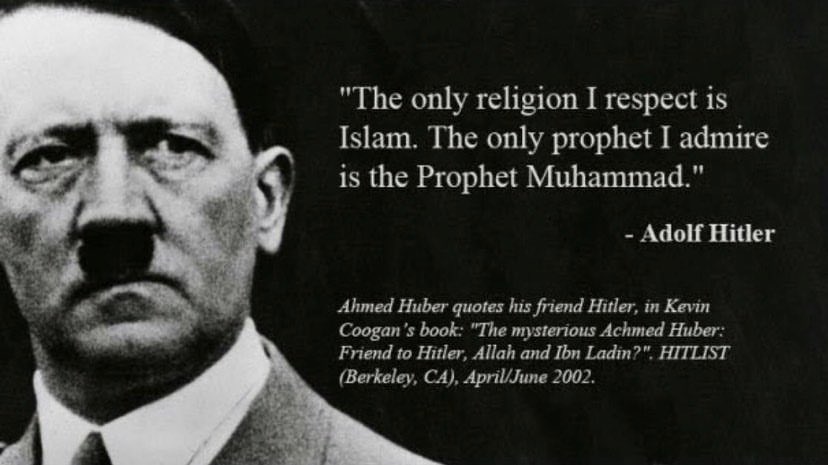 "The only religion I respect is
Islam. The only prophet I admire
is the Prophet Muhammad."
- Adolf Hitler
Ahmed Huber quotes his friend Hitler, in Kevin
Coogan's book: "The mysterious Achmed Huber:
Friend to Hitler, Allah and Ibn Ladin?". HITLIST
(Berkeley, CA), April/June 2002.